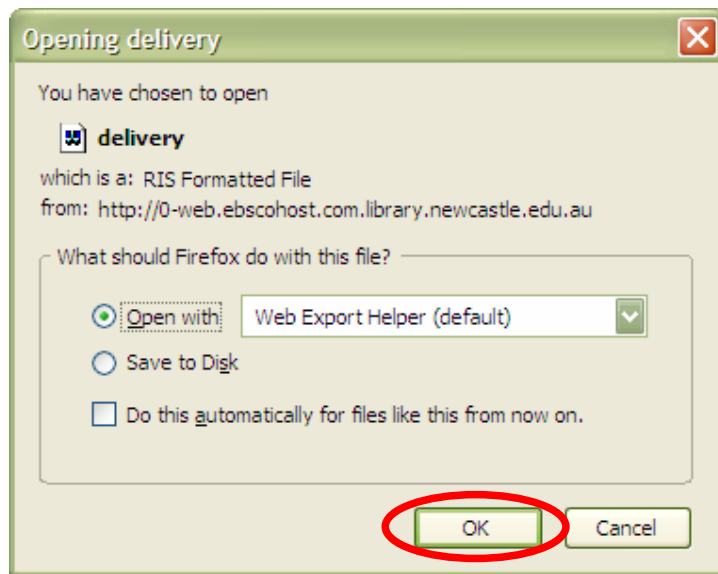 Opening delivery
You have chosen to open
delivery
which is a: RIS Formatted File
from: http://0-web.ebscohost.com.library.newcastle.edu.au
What should Firefox do with this file?
Open with Web Export Helper (default)
Save to Disk
Do this automatically for files like this from now on.
OK Cancel